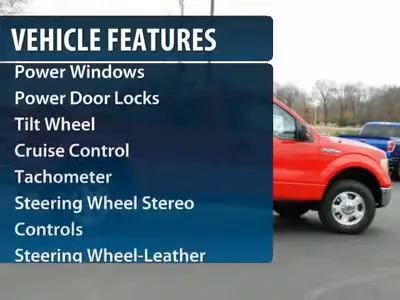 VEHICLE FEATURES
Power Windows
Power Door Locks
Tilt Wheel
Cruise Control
Tachometer
Steering Wheel Stereo
Controls
Steering Wheel-Leather